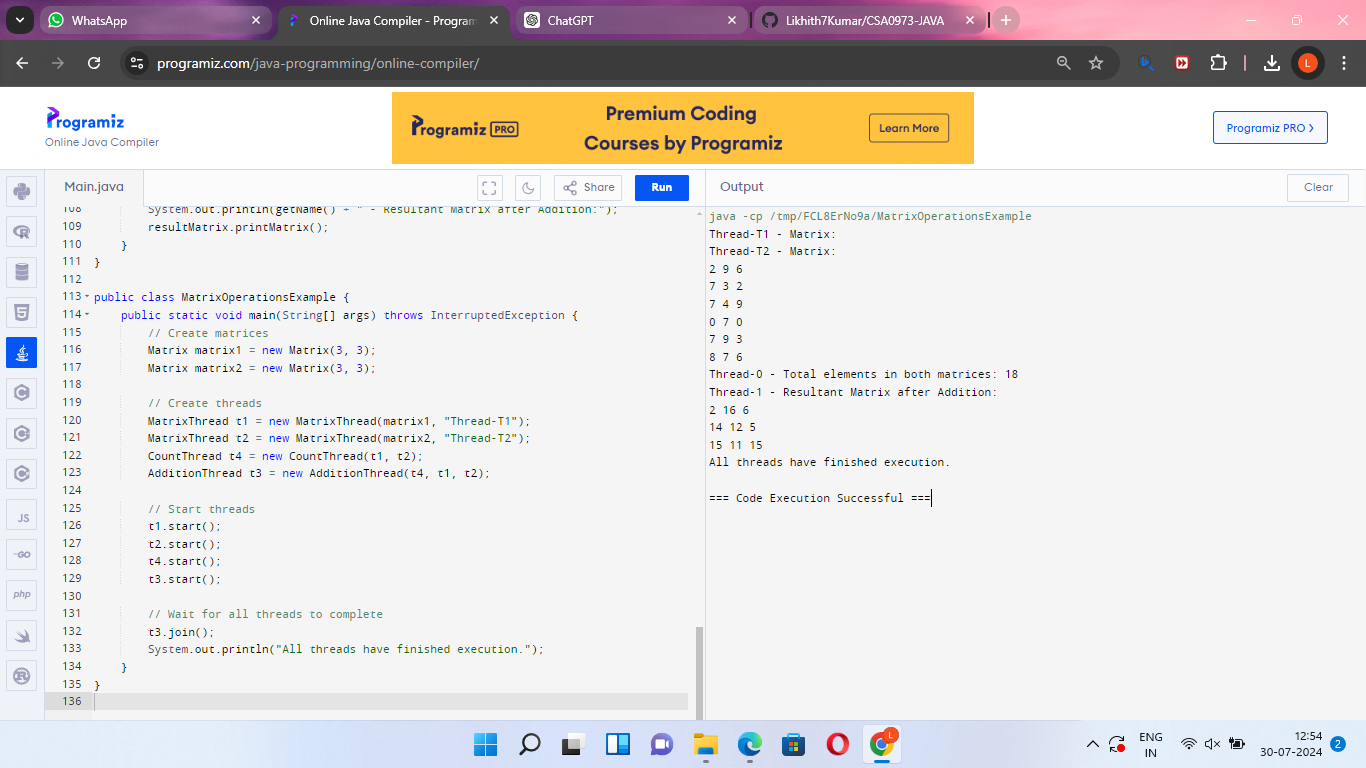 WhatsApp
Online Java Compiler - Program
ChatGPT
Likhith7Kumar/CSA0973-JAVA
programiz.com/java-programming/online-compiler/
L
Programiz
Online Java Compiler
Programiz PRO
Premium Coding
Courses by Programiz
Learn More
Programiz PRO >
Main.java
Share
Run
Output
Clear
108 System.out.println(getName() + " - Resultant Matrix after Addition:");
109 resultMatrix.printMatrix();
110 }
111 }
112
113 public class MatrixOperationsExample {
114 public static void main(String[] args) throws InterruptedException {
115 // Create matrices
116 Matrix matrix1 = new Matrix(3, 3);
117 Matrix matrix2 = new Matrix(3, 3);
118
119 // Create threads
120 MatrixThread t1 = new MatrixThread(matrix1, "Thread-T1");
121 MatrixThread t2 = new MatrixThread(matrix2, "Thread-T2");
122 CountThread t4 = new CountThread(t1, t2);
123 AdditionThread t3 = new AdditionThread(t4, t1, t2);
124
125 // Start threads
126 t1.start();
127 t2.start();
128 t4.start();
129 t3.start();
130
131 // Wait for all threads to complete
132 t3.join();
133 System.out.println("All threads have finished execution.");
134 }
135 }
136
java -cp /tmp/FCL8ErNo9a/MatrixOperationsExample
Thread-T1 - Matrix:
Thread-T2 - Matrix:
2 9 6
7 3 2
7 4 9
0 7 0
7 9 3
8 7 6
Thread-0 - Total elements in both matrices: 18
Thread-1 - Resultant Matrix after Addition:
2 16 6
14 12 5
15 11 15
All threads have finished execution.
=== Code Execution Successful ===
JS
GO
php
L
ENG
IN
12:54
30-07-2024
2